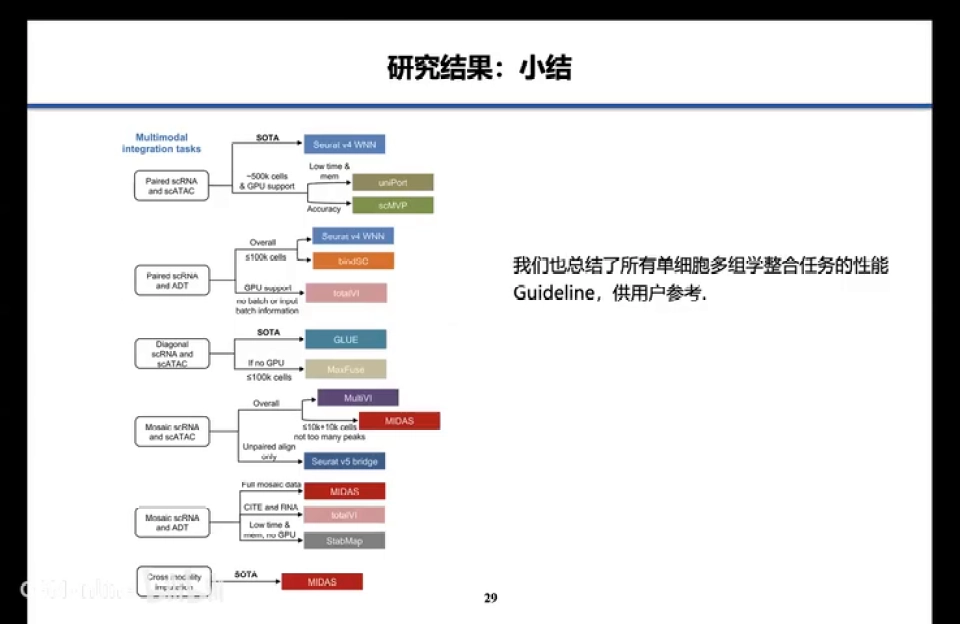 研究结果：小结
Multimodal
integration tasks
Paired scRNA
and scATAC
SOTA
Seurat v4 WNN
~500k cells
& GPU support
Low time &
mem
uniPort
Accuracy
scMVP
Paired scRNA
and ADT
Overall
≤100k cells
Seurat v4 WNN
bindSC
GPU support
no batch or input
batch information
totalVI
Diagonal
scRNA and
scATAC
SOTA
GLUE
If no GPU
≤100k cells
MaxFuse
Mosaic scRNA
and scATAC
Overall
MultiVI
≤10k+10k cells
not too many peaks
MIDAS
Unpaired align
only
Seurat v5 bridge
Mosaic scRNA
and ADT
Full mosaic data
MIDAS
CITE and RNA
totalVI
Low time &
mem, no GPU
StabMap
Cross modality
imputation
SOTA
MIDAS
我们也总结了所有单细胞多组学整合任务的性能
Guideline，供用户参考.
29